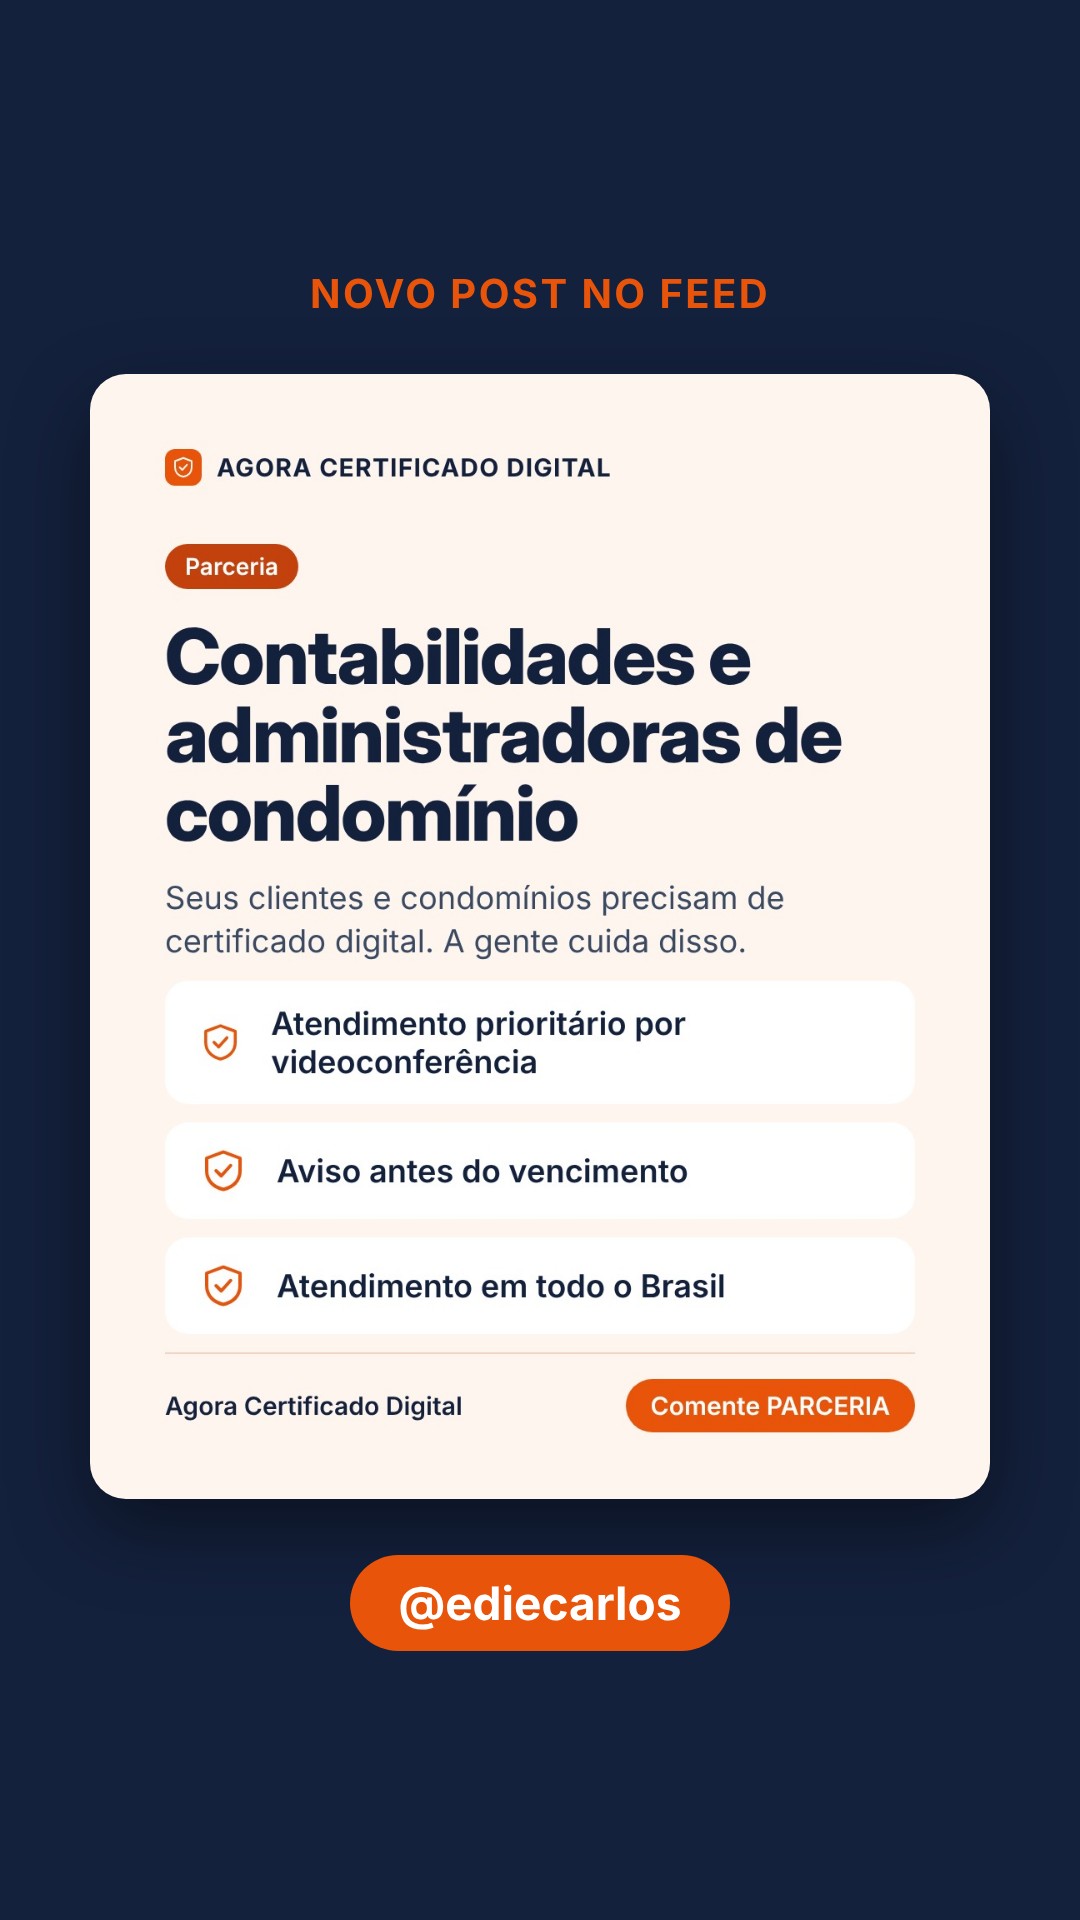 NOVO POST NO FEED
AGORA CERTIFICADO DIGITAL
Parceria
Contabilidades e
administradoras de
condomínio
Seus clientes e condomínios precisam de
certificado digital. A gente cuida disso.
Atendimento prioritário por
videoconferência
Aviso antes do vencimento
Atendimento em todo o Brasil
Agora Certificado Digital
Comente PARCERIA
@ediecarlos